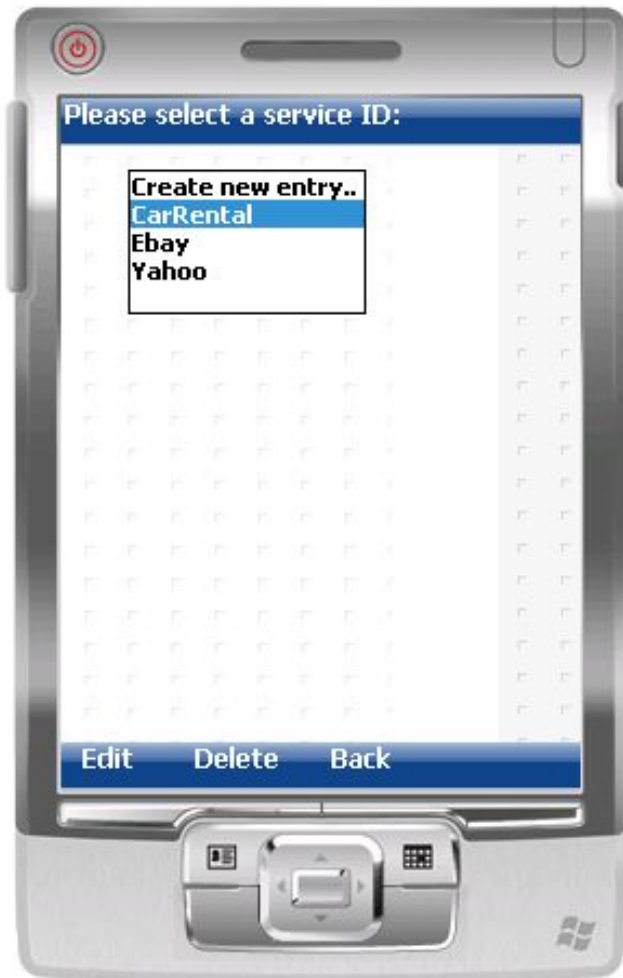 Please select a service ID:
Create new entry..
CarRental
Ebay
Yahoo
Edit Delete Back